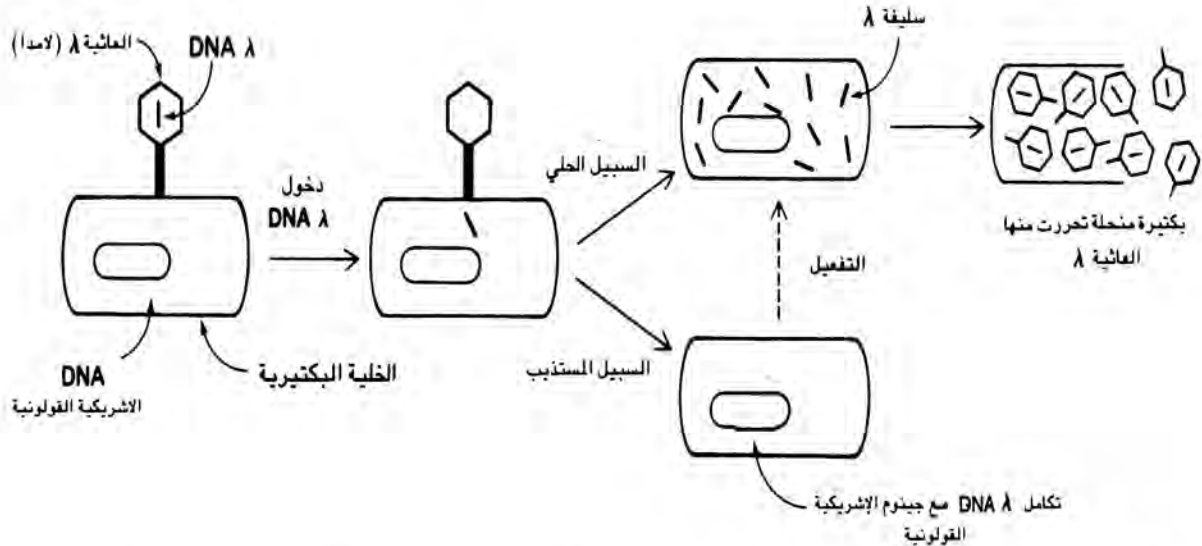 سليفة λ
العاثية λ (لامدا)
DNA λ
دخول
DNA λ
السبيل الحلي
بكتيرة منحلة تحررت منها
العاثية λ
التفعيل
السبيل المستذيب
الخلية البكتيرية
DNA
الاشريكية القولونية
تكامل DNA λ مع جينوم الإشريكية
القولونية